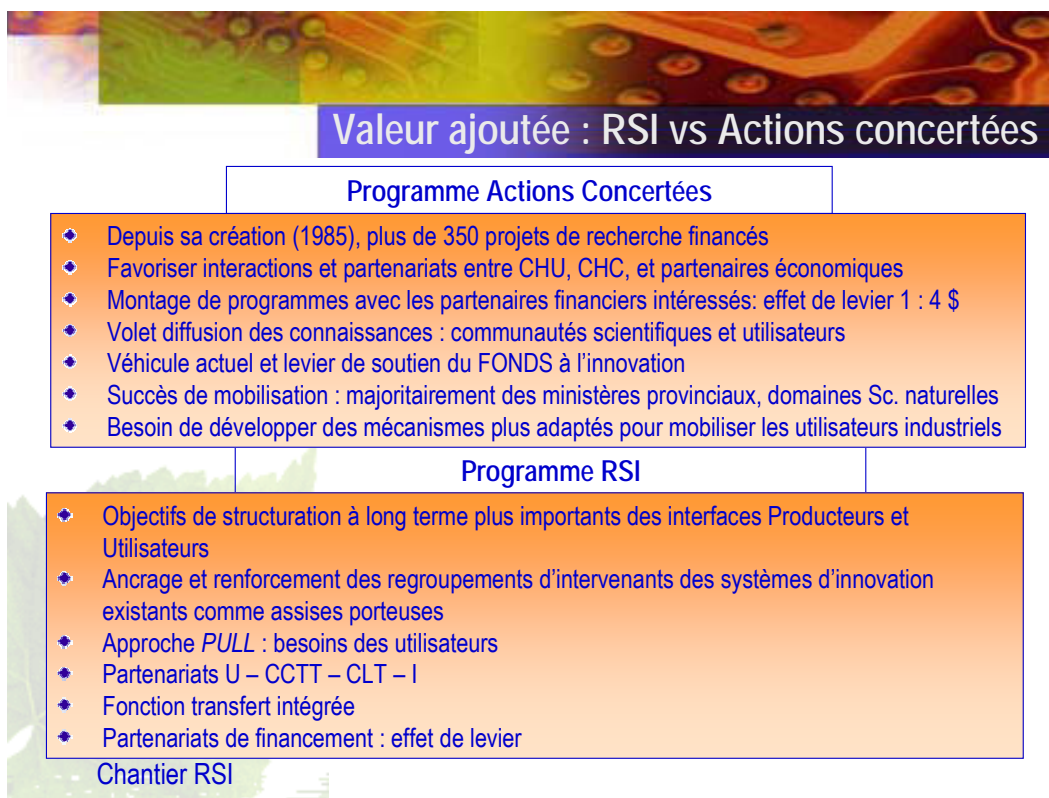 Valeur ajoutée : RSI vs Actions concertées
Programme Actions Concertées
Depuis sa création (1985), plus de 350 projets de recherche financés
Favoriser interactions et partenariats entre CHU, CHC, et partenaires économiques
Montage de programmes avec les partenaires financiers intéressés: effet de levier 1 : 4 $
Volet diffusion des connaissances : communautés scientifiques et utilisateurs
Véhicule actuel et levier de soutien du FONDS à l’innovation
Succès de mobilisation : majoritairement des ministères provinciaux, domaines Sc. naturelles
Besoin de développer des mécanismes plus adaptés pour mobiliser les utilisateurs industriels
Programme RSI
Objectifs de structuration à long terme plus importants des interfaces Producteurs et
Utilisateurs
Ancrage et renforcement des regroupements d’intervenants des systèmes d’innovation
existants comme assises porteuses
Approche PULL : besoins des utilisateurs
Partenariats U – CCTT – CLT – I
Fonction transfert intégrée
Partenariats de financement : effet de levier
Chantier RSI